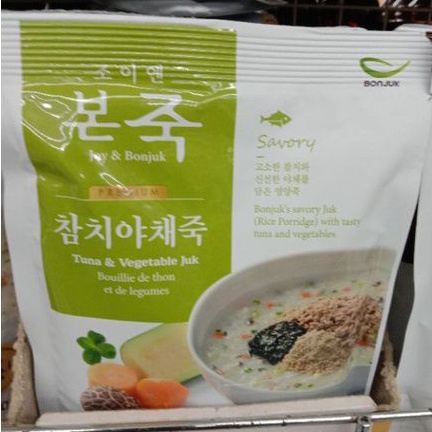 조이앤
본죽
Joy & Bonjuk
PREMIUM
참치야채죽
Tuna & Vegetable Juk
Bouillie de thon
et de legumes
BONJUK
Savory
고소한 참치와
신선한 야채를
담은 영양죽
Bonjuk's savory Juk
(Rice Porridge) with tasty
tuna and vegetables